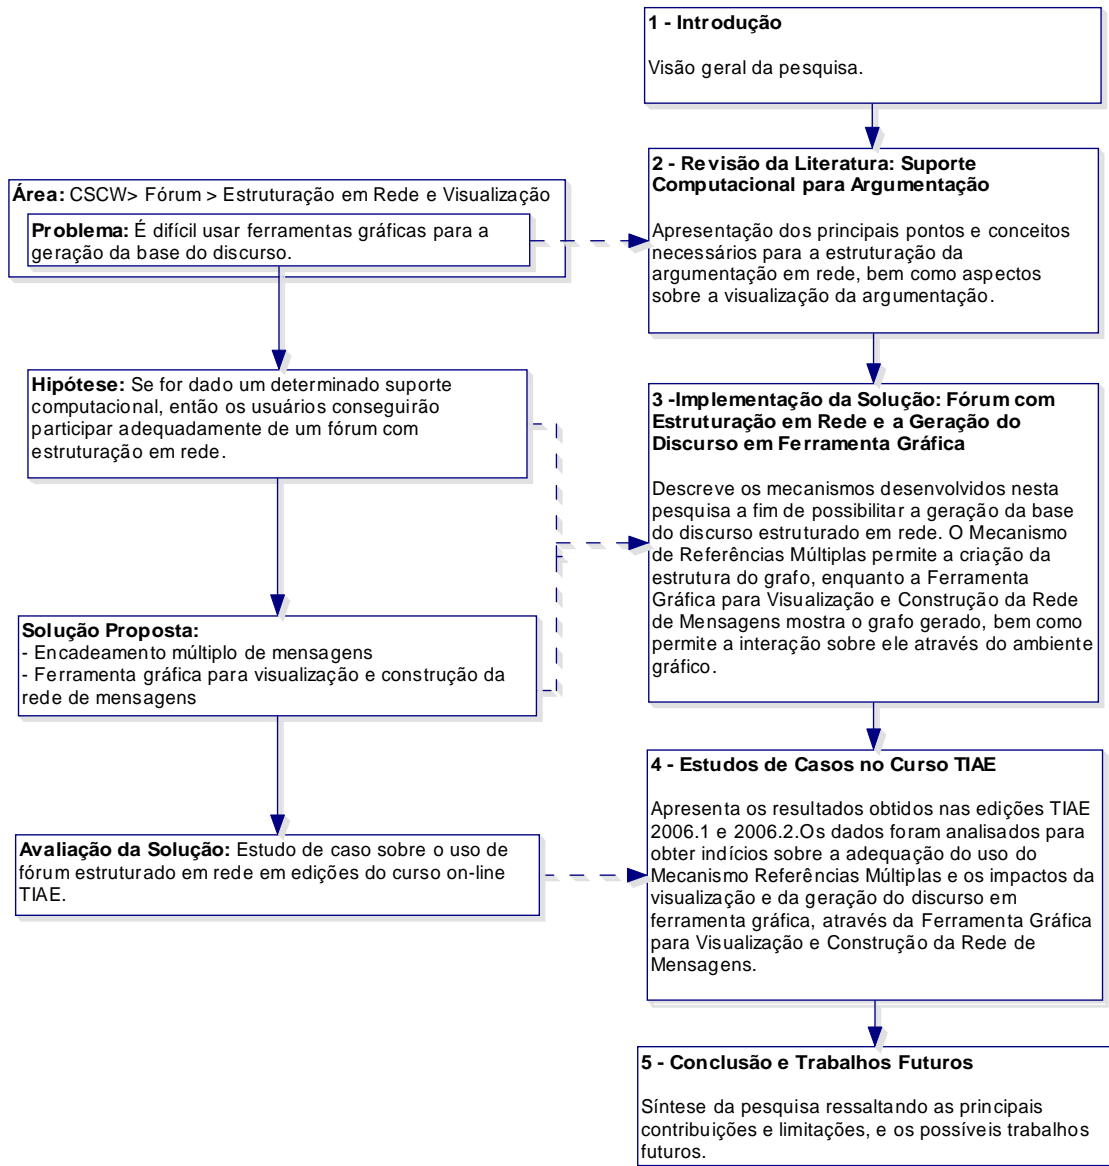 1 - Introdução
Visão geral da pesquisa.
Área: CSCW> Fórum > Estruturação em Rede e Visualização
Problema: É difícil usar ferramentas gráficas para a
geração da base do discurso.
2 - Revisão da Literatura: Suporte
Computacional para Argumentação
Apresentação dos principais pontos e conceitos
necessários para a estruturação da
argumentação em rede, bem como aspectos
sobre a visualização da argumentação.
Hipótese: Se for dado um determinado suporte
computacional, então os usuários conseguirão
participar adequadamente de um fórum com
estruturação em rede.
3 -Implementação da Solução: Fórum com
Estruturação em Rede e a Geração do
Discurso em Ferramenta Gráfica
Descreve os mecanismos desenvolvidos nesta
pesquisa a fim de possibilitar a geração da base
do discurso estruturado em rede. O Mecanismo
de Referências Múltiplas permite a criação da
estrutura do grafo, enquanto a Ferramenta
Gráfica para Visualização e Construção da Rede
de Mensagens mostra o grafo gerado, bem como
permite a interação sobre ele através do ambiente
gráfico.
Solução Proposta:
- Encadeamento múltiplo de mensagens
- Ferramenta gráfica para visualização e construção da
rede de mensagens
4 - Estudos de Casos no Curso TIAE
Apresenta os resultados obtidos nas edições TIAE
2006.1 e 2006.2.Os dados foram analisados para
obter indícios sobre a adequação do uso do
Mecanismo Referências Múltiplas e os impactos da
visualização e da geração do discurso em
ferramenta gráfica, através da Ferramenta Gráfica
para Visualização e Construção da Rede de
Mensagens.
Avaliação da Solução: Estudo de caso sobre o uso de
fórum estruturado em rede em edições do curso on-line
TIAE.
5 - Conclusão e Trabalhos Futuros
Síntese da pesquisa ressaltando as principais
contribuições e limitações, e os possíveis trabalhos
futuros.